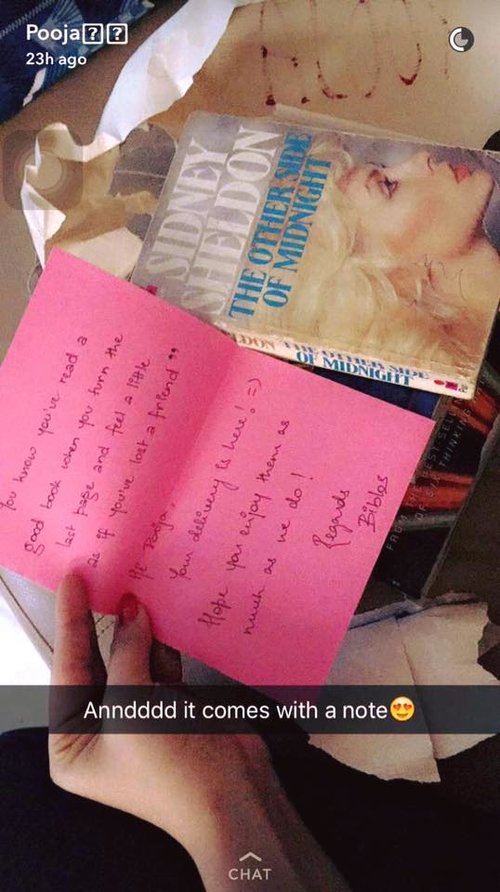 Pooja
23h ago
SIDNEY
SHELDON
THE OTHER SIDE
OF MIDNIGHT
THE OTHER SIDE
OF MIDNIGHT
You know you've read a
good book when you turn the
last page and feel a little
as if you've lost a friend"
Hi Pooja,
Your delivery is here! =)
Hope you enjoy them as
much as we do!
Regards
Bibles
OF
THINKING
Anndddd it comes with a note😍
CHAT